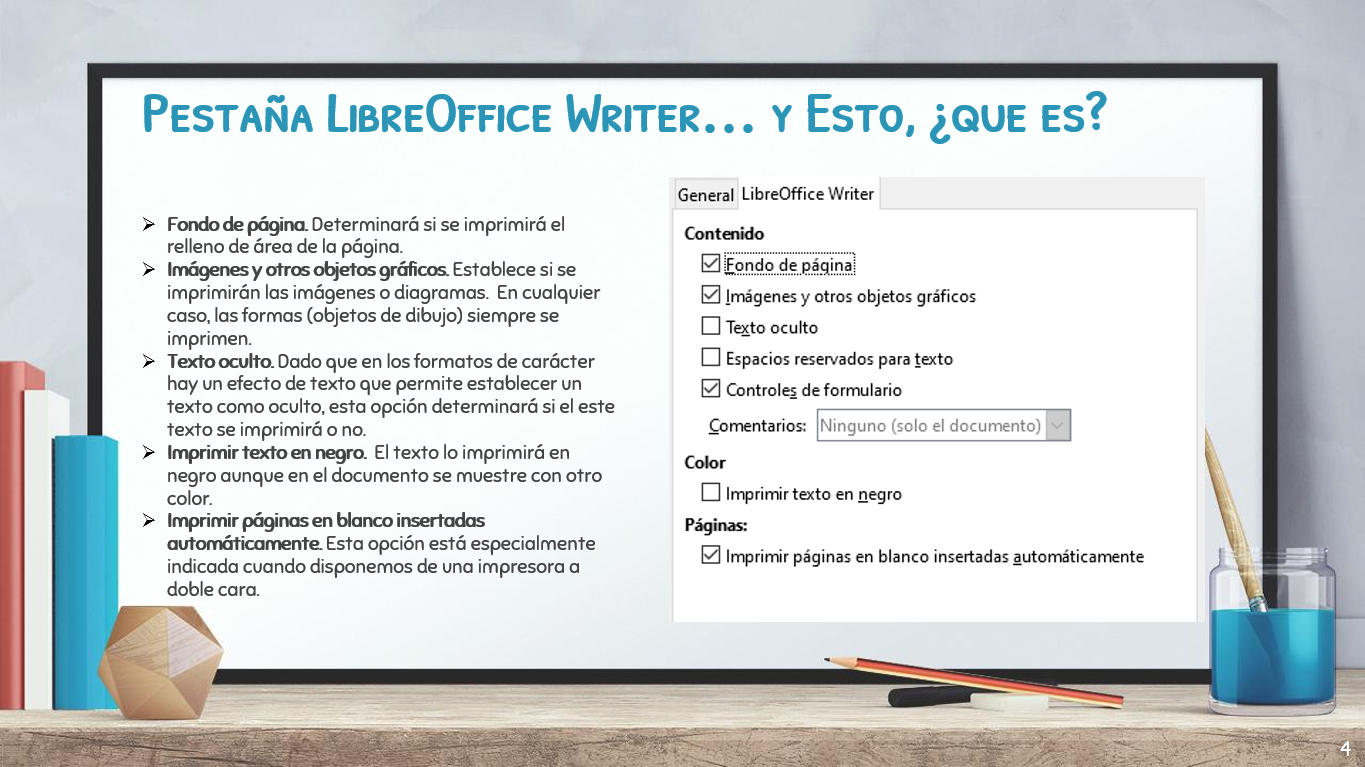 Pestaña LibreOffice Writer... y Esto, ¿que es?
Fondo de página. Determinará si se imprimirá el
relleno de área de la página.
Imágenes y otros objetos gráficos. Establece si se
imprimirán las imágenes o diagramas. En cualquier
caso, las formas (objetos de dibujo) siempre se
imprimen.
Texto oculto. Dado que en los formatos de carácter
hay un efecto de texto que permite establecer un
texto como oculto, esta opción determinará si el este
texto se imprimirá o no.
Imprimir texto en negro. El texto lo imprimirá en
negro aunque en el documento se muestre con otro
color.
Imprimir páginas en blanco insertadas
automáticamente. Esta opción está especialmente
indicada cuando disponemos de una impresora a
doble cara.
General LibreOffice Writer
Contenido
Fondo de página
Imágenes y otros objetos gráficos
Texto oculto
Espacios reservados para texto
Controles de formulario
Comentarios: Ninguno (solo el documento)
Color
Imprimir texto en negro
Páginas:
Imprimir páginas en blanco insertadas automáticamente
4